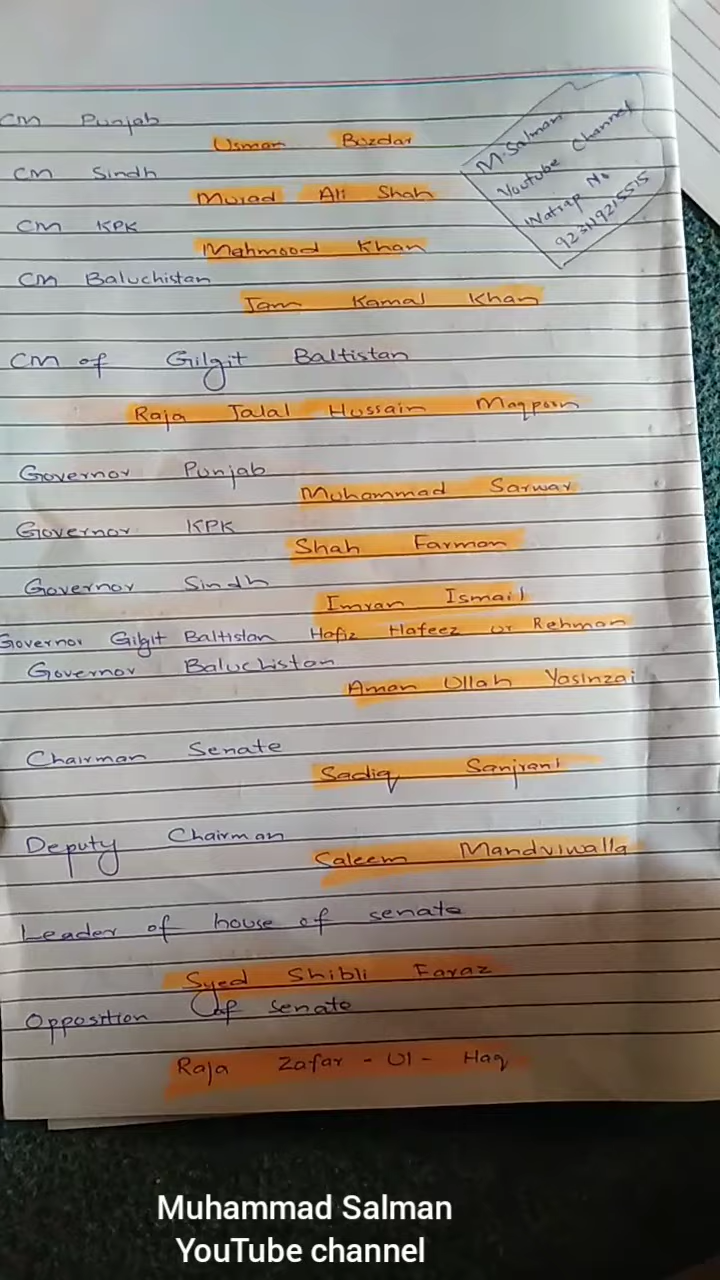 CM Punjab
Usman Buzdar
CM Sindh
Murad Ali Shah
CM KPK
Mehmood Khan
CM Baluchistan
Jam Kamal Khan
M.Salman
Youtube Channel
Watsap No
923119215515
CM of Gilgit Baltistan
Raja Jalal Hussain Maqpoon
Governor Punjab
Muhammad Sarwar
Governor KPK
Shah Farman
Governor Sindh
Imran Ismail
Governor Gilgit Baltistan Hafiz Hafeez ur Rehman
Governor Baluchistan
Aman Ullah Yasinzai
Chairman Senate
Sadiq Sanjrani
Deputy Chairman
Saleem Mandviwalla
Leader of house of senate
Syed Shibli Faraz
Opposition of senate
Raja Zafar - Ul - Haq
Muhammad Salman
YouTube channel